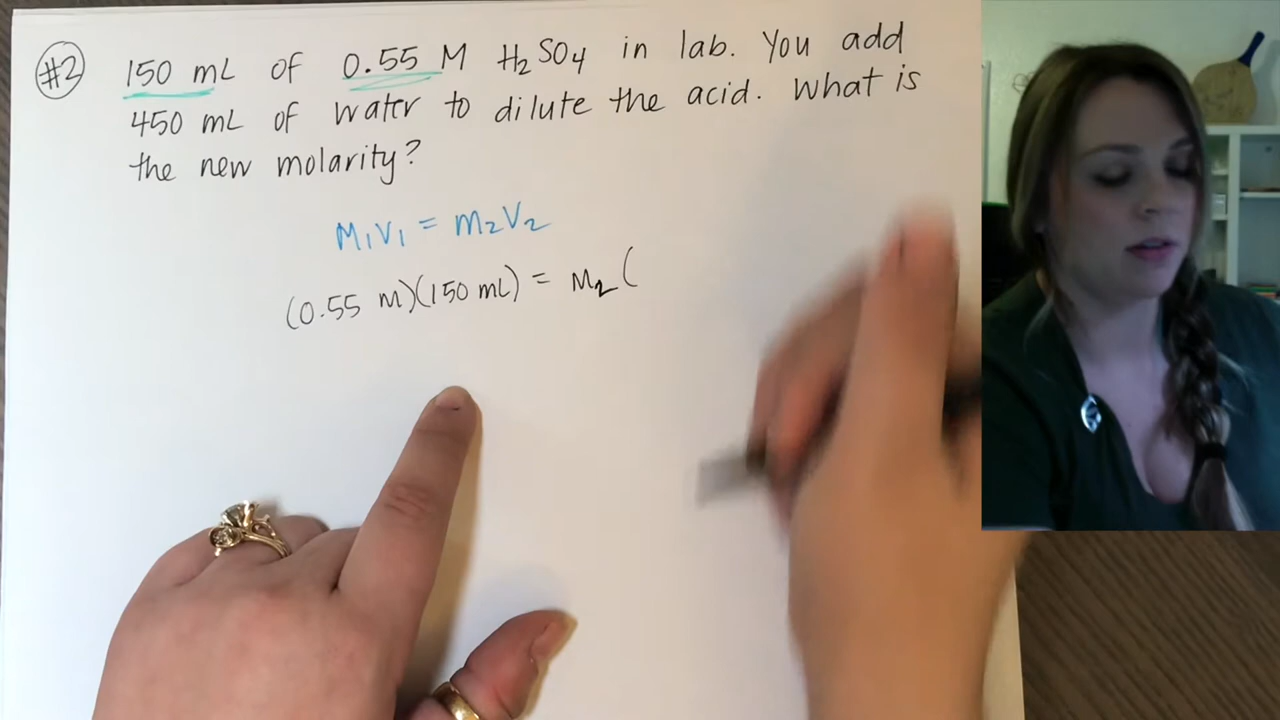 #2 150 mL of 0.55 M H₂SO₄ in lab. You add
450 mL of water to dilute the acid. What is
the new molarity?
M₁V₁ = M₂V₂
(0.55 M)(150 mL) = M₂(